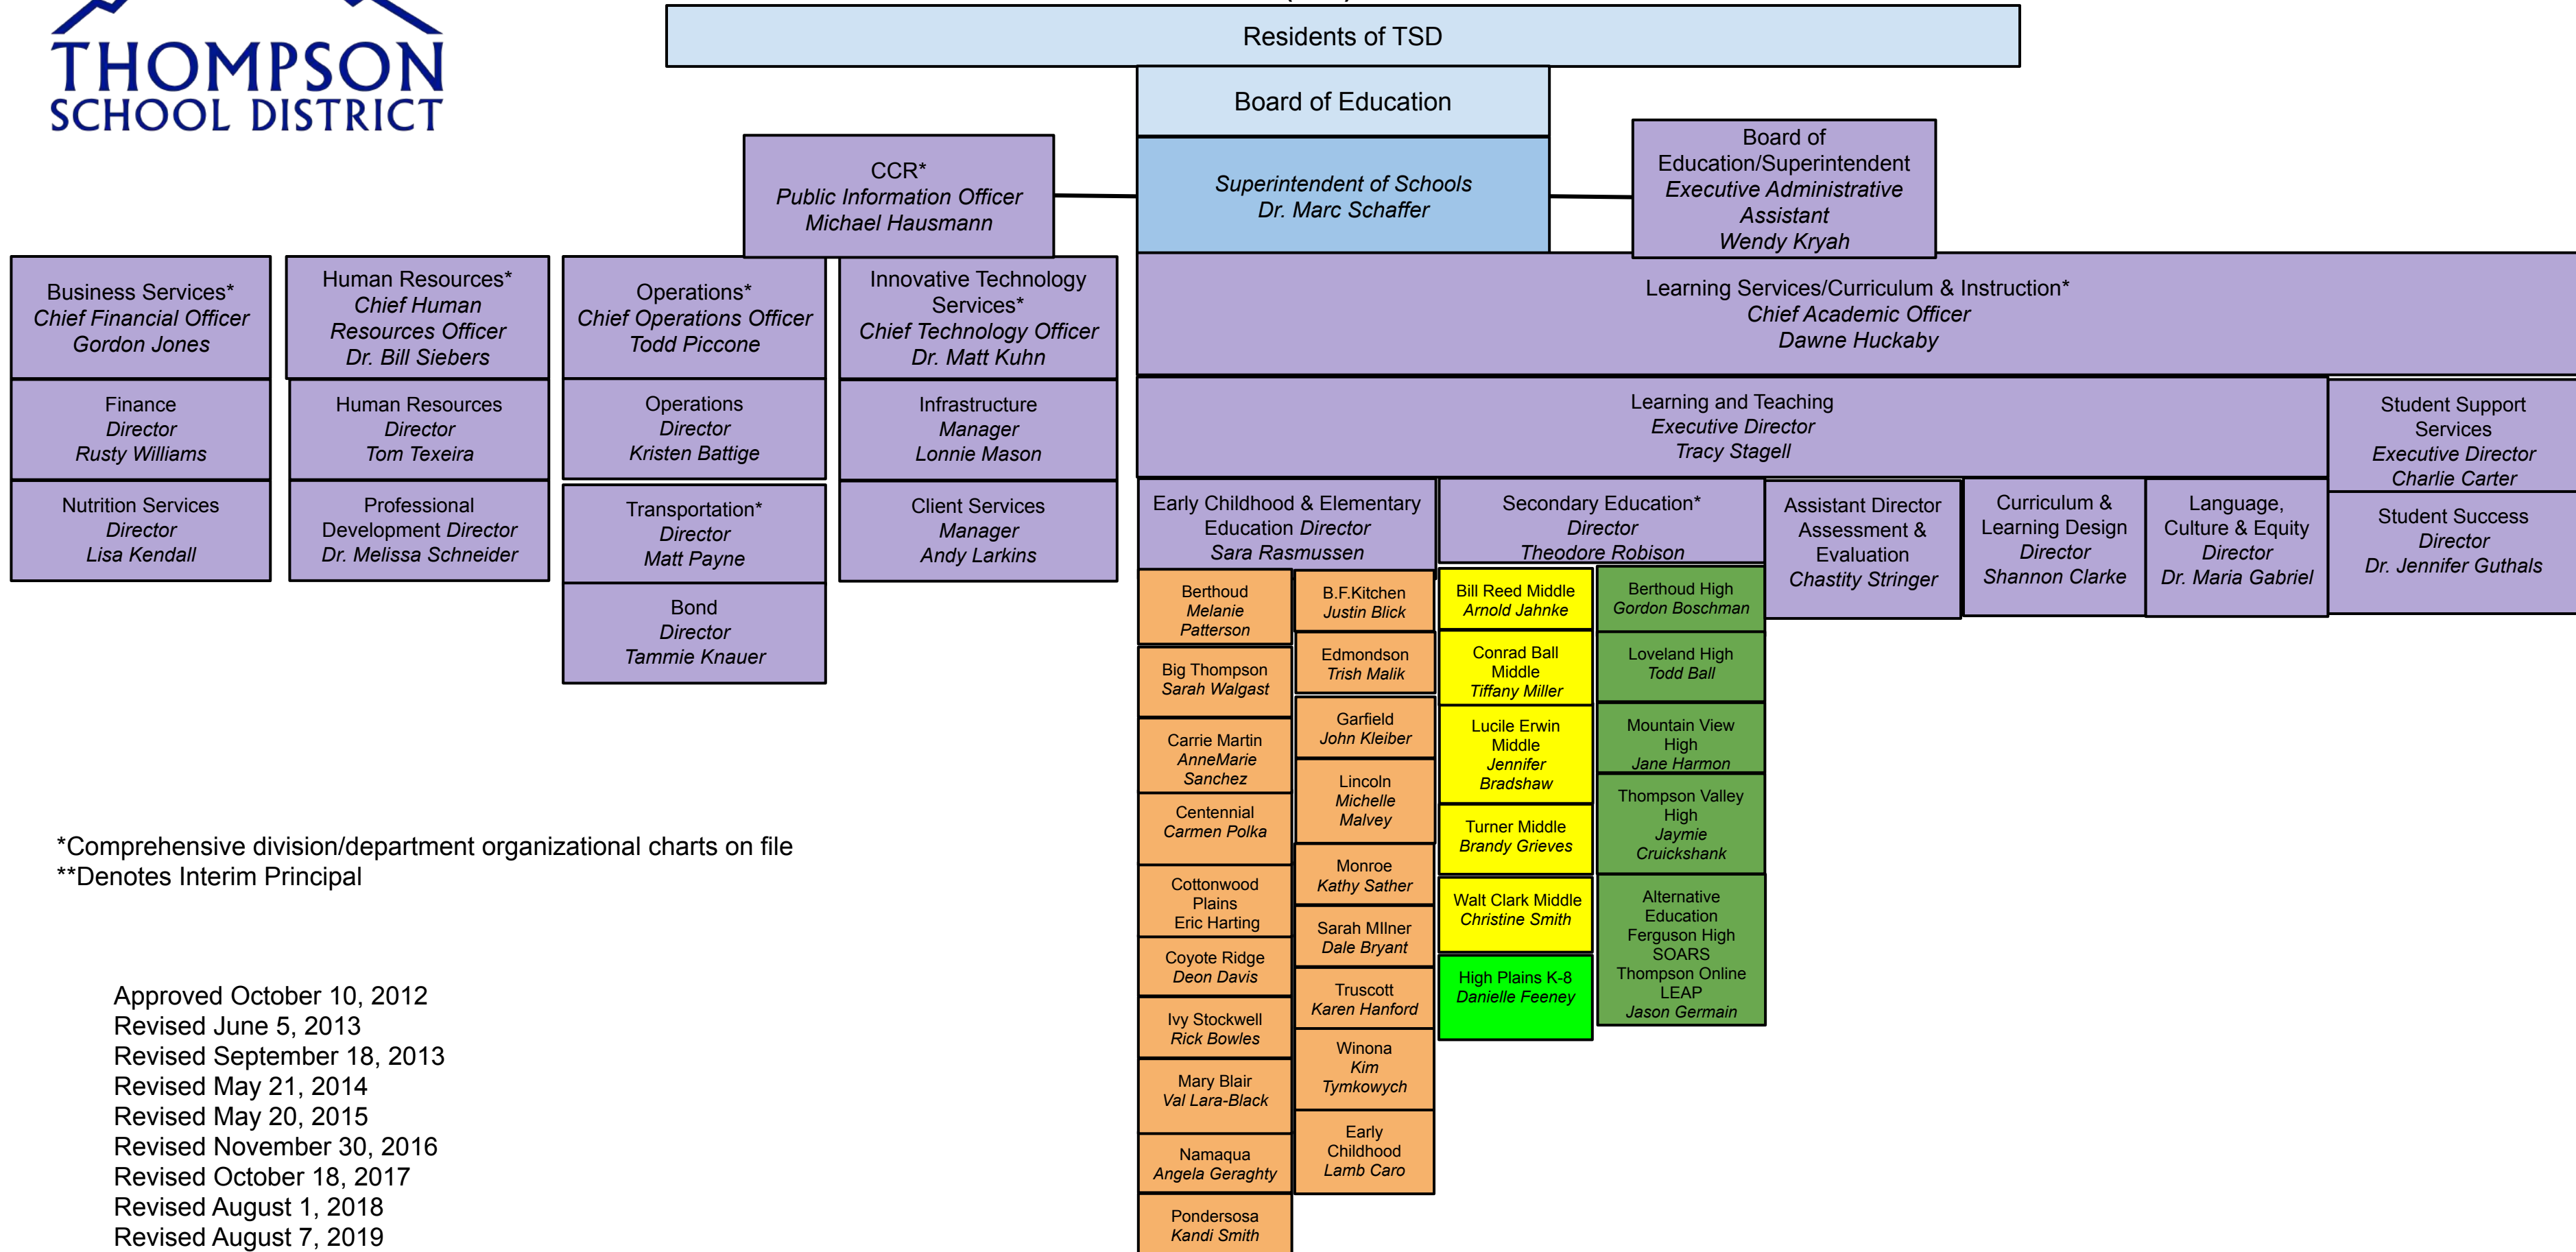 THOMPSON
SCHOOL DISTRICT
Residents of TSD
Board of Education
CCR*
Public Information Officer
Michael Hausmann
Superintendent of Schools
Dr. Marc Schaffer
Board of
Education/Superintendent
Executive Administrative
Assistant
Wendy Kryah
Business Services*
Chief Financial Officer
Gordon Jones
Human Resources*
Chief Human
Resources Officer
Dr. Bill Siebers
Operations*
Chief Operations Officer
Todd Piccone
Innovative Technology
Services*
Chief Technology Officer
Dr. Matt Kuhn
Learning Services/Curriculum & Instruction*
Chief Academic Officer
Dawne Huckaby
Finance
Director
Rusty Williams
Human Resources
Director
Tom Texeira
Operations
Director
Kristen Battige
Infrastructure
Manager
Lonnie Mason
Learning and Teaching
Executive Director
Tracy Stagell
Student Support
Services
Executive Director
Charlie Carter
Nutrition Services
Director
Lisa Kendall
Professional
Development Director
Dr. Melissa Schneider
Transportation*
Director
Matt Payne
Client Services
Manager
Andy Larkins
Early Childhood & Elementary
Education Director
Sara Rasmussen
Secondary Education*
Director
Theodore Robison
Assistant Director
Assessment &
Evaluation
Chastity Stringer
Curriculum &
Learning Design
Director
Shannon Clarke
Language,
Culture & Equity
Director
Dr. Maria Gabriel
Student Success
Director
Dr. Jennifer Guthals
Bond
Director
Tammie Knauer
Berthoud
Melanie
Patterson
Big Thompson
Sarah Walgast
Carrie Martin
AnneMarie
Sanchez
Centennial
Carmen Polka
Cottonwood
Plains
Eric Harting
Coyote Ridge
Deon Davis
Ivy Stockwell
Rick Bowles
Mary Blair
Val Lara-Black
Namaqua
Angela Geraghty
Pondersosa
Kandi Smith
B.F.Kitchen
Justin Blick
Edmondson
Trish Malik
Garfield
John Kleiber
Lincoln
Michelle
Malvey
Monroe
Kathy Sather
Sarah MIlner
Dale Bryant
Truscott
Karen Hanford
Winona
Kim
Tymkowych
Early
Childhood
Lamb Caro
Bill Reed Middle
Arnold Jahnke
Conrad Ball
Middle
Tiffany Miller
Lucile Erwin
Middle
Jennifer
Bradshaw
Turner Middle
Brandy Grieves
Walt Clark Middle
Christine Smith
High Plains K-8
Danielle Feeney
Berthoud High
Gordon Boschman
Loveland High
Todd Ball
Mountain View
High
Jane Harmon
Thompson Valley
High
Jaymie
Cruickshank
Alternative
Education
Ferguson High
SOARS
Thompson Online
LEAP
Jason Germain
*Comprehensive division/department organizational charts on file
**Denotes Interim Principal
Approved October 10, 2012
Revised June 5, 2013
Revised September 18, 2013
Revised May 21, 2014
Revised May 20, 2015
Revised November 30, 2016
Revised October 18, 2017
Revised August 1, 2018
Revised August 7, 2019